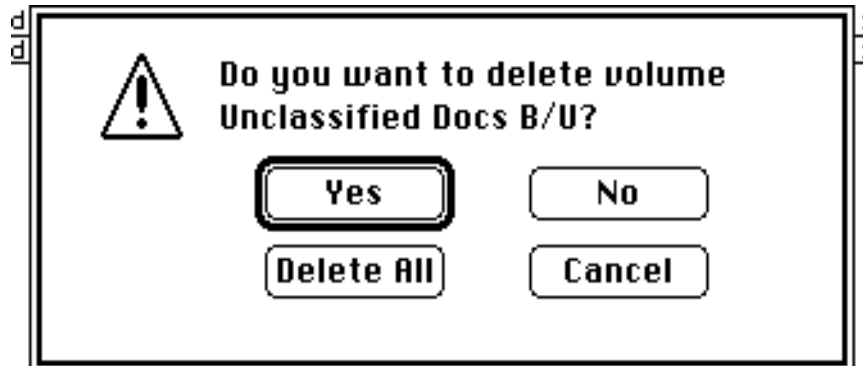 d
d
Do you want to delete volume
Unclassified Docs B/U?
Yes
No
Delete All
Cancel